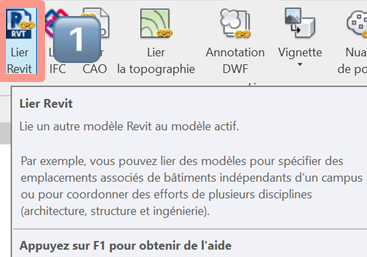 RVT
1
Lier
Revit
L
IFC
CAO
Lier
la topographie
Annotation
DWF
Vignette
Nua
de po
Lier Revit
Lie un autre modèle Revit au modèle actif.
Par exemple, vous pouvez lier des modèles pour spécifier des
emplacements associés de bâtiments indépendants d'un campus
ou pour coordonner des efforts de plusieurs disciplines
(architecture, structure et ingénierie).
Appuyez sur F1 pour obtenir de l'aide